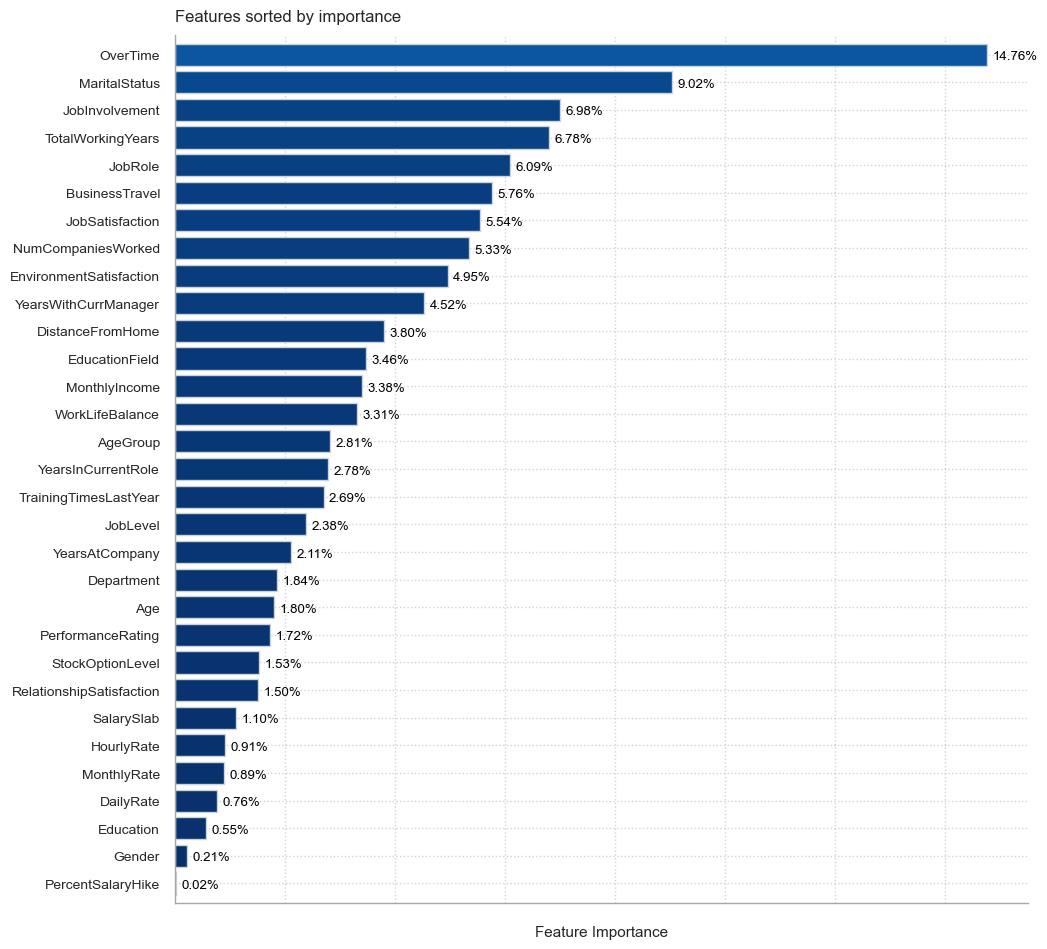 Features sorted by importance
OverTime 14.76%
MaritalStatus 9.02%
JobInvolvement 6.98%
TotalWorkingYears 6.78%
JobRole 6.09%
BusinessTravel 5.76%
JobSatisfaction 5.54%
NumCompaniesWorked 5.33%
EnvironmentSatisfaction 4.95%
YearsWithCurrManager 4.52%
DistanceFromHome 3.80%
EducationField 3.46%
MonthlyIncome 3.38%
WorkLifeBalance 3.31%
AgeGroup 2.81%
YearsInCurrentRole 2.78%
TrainingTimesLastYear 2.69%
JobLevel 2.38%
YearsAtCompany 2.11%
Department 1.84%
Age 1.80%
PerformanceRating 1.72%
StockOptionLevel 1.53%
RelationshipSatisfaction 1.50%
SalarySlab 1.10%
HourlyRate 0.91%
MonthlyRate 0.89%
DailyRate 0.76%
Education 0.55%
Gender 0.21%
PercentSalaryHike 0.02%
Feature Importance